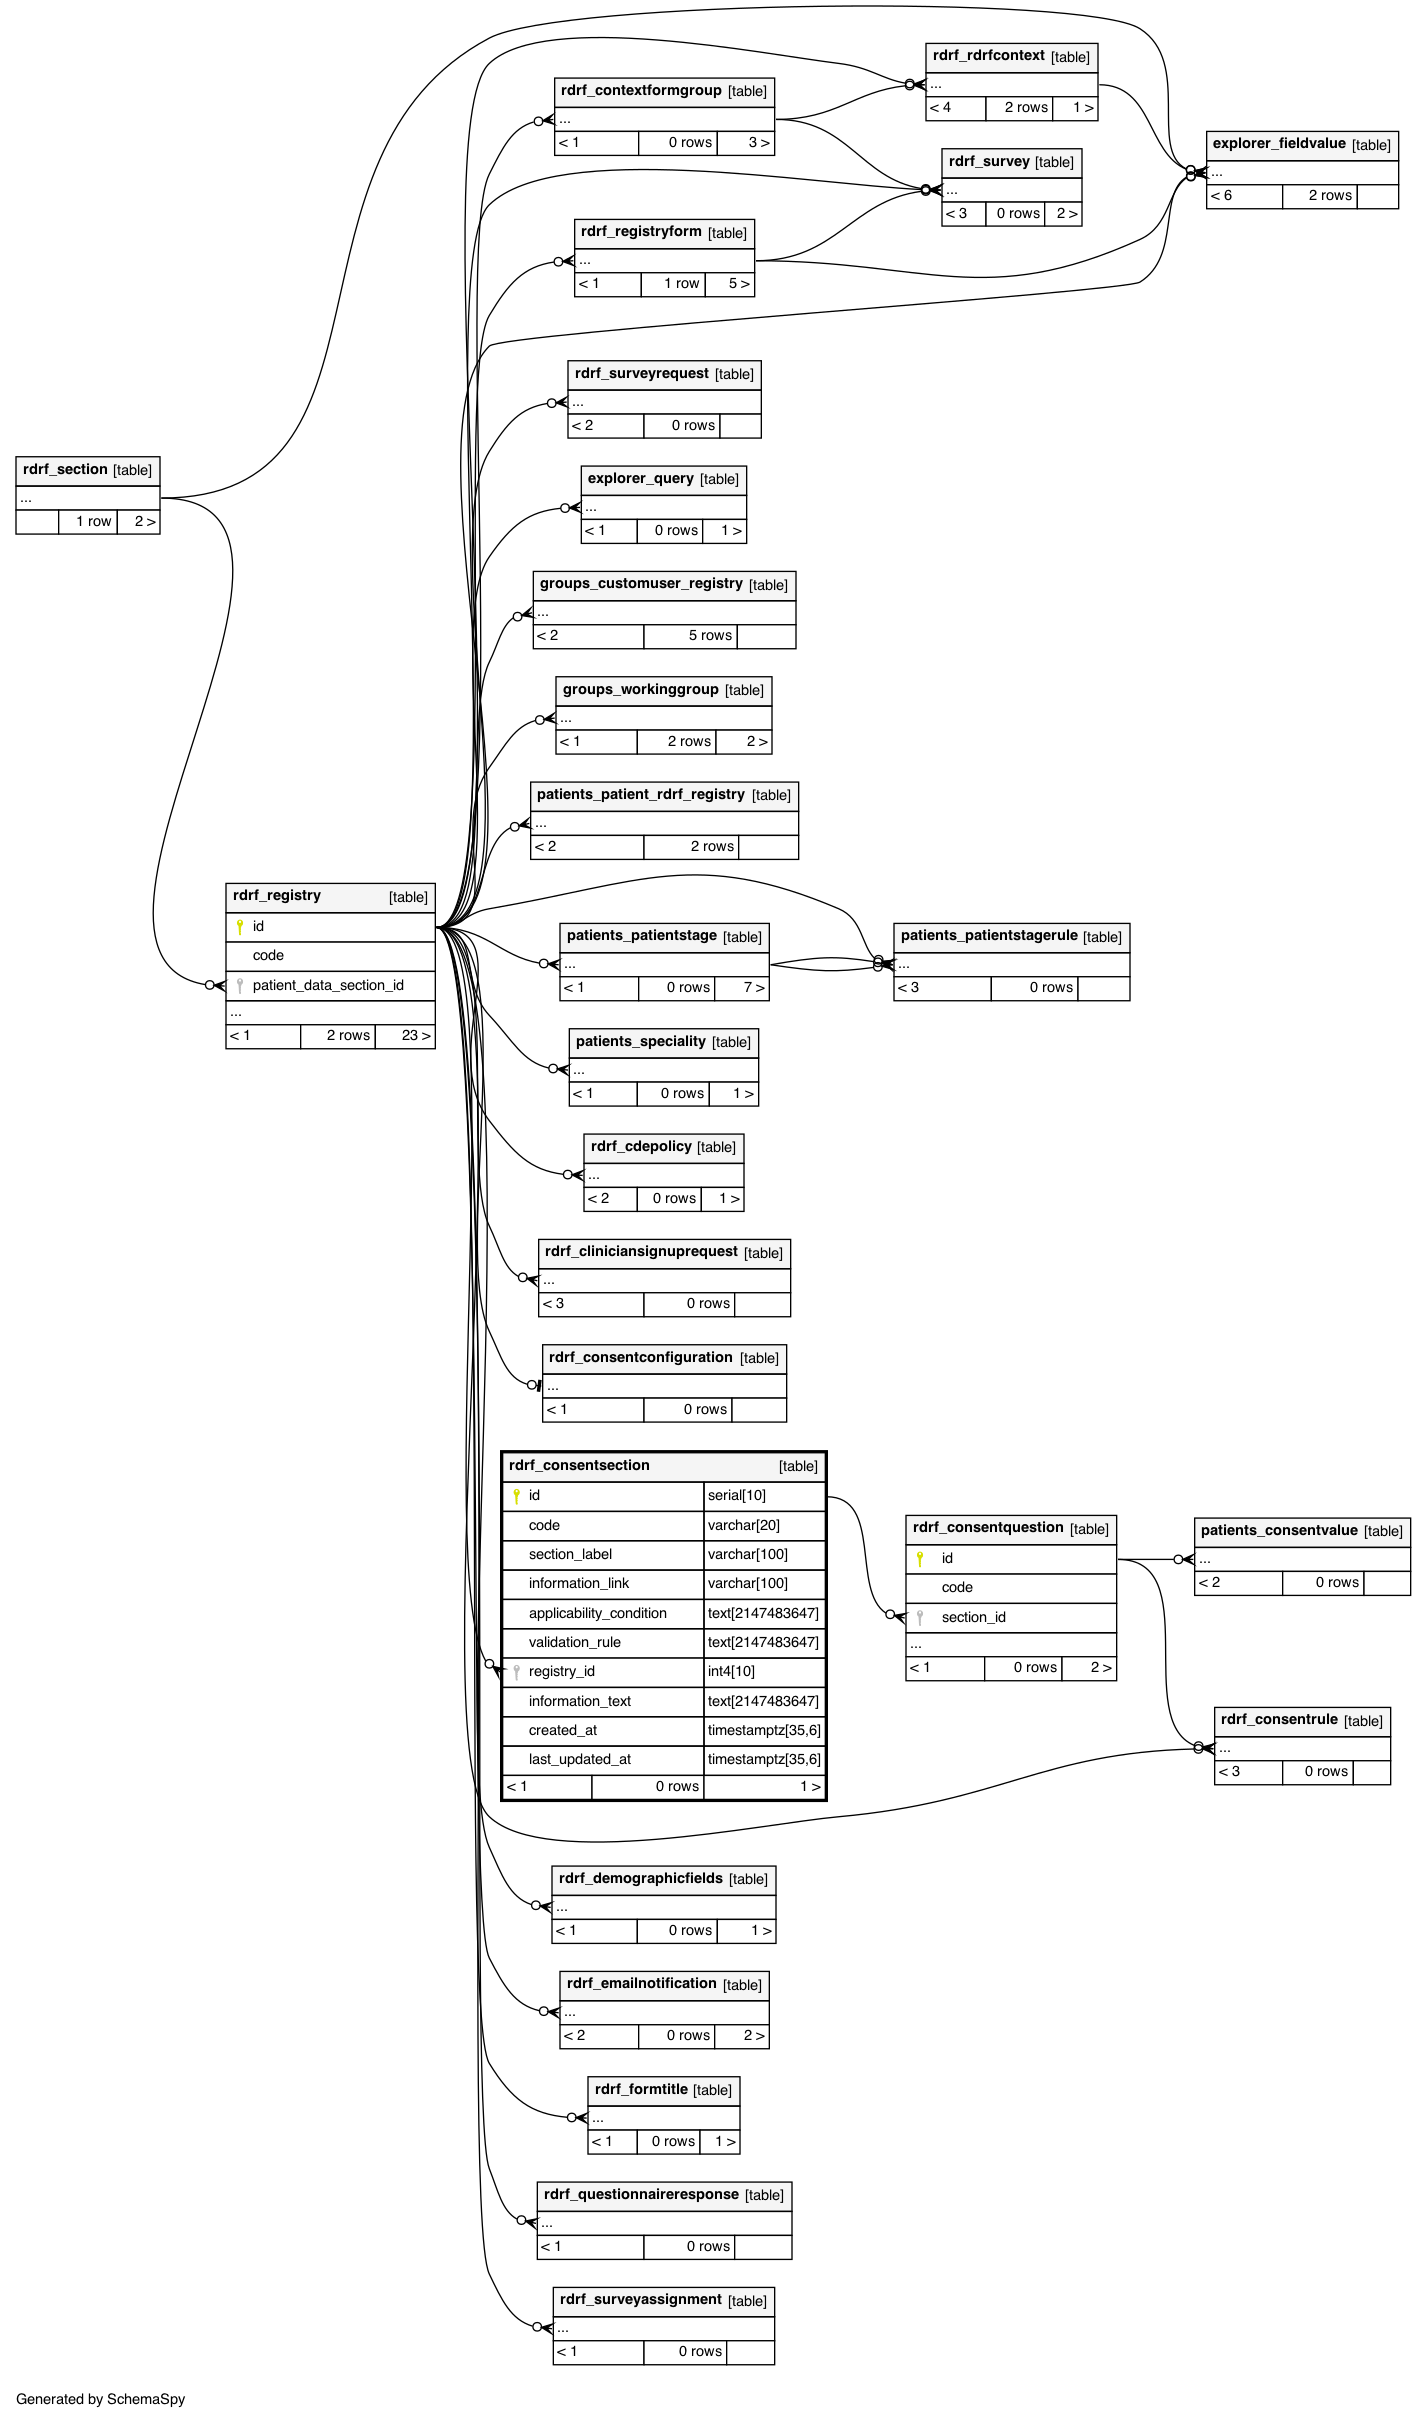 rdrf_rdrfcontext [table]
...
< 4 2 rows 1 >
rdrf_contextformgroup [table]
...
< 1 0 rows 3 >
explorer_fieldvalue [table]
...
< 6 2 rows
rdrf_survey [table]
...
< 3 0 rows 2 >
rdrf_registryform [table]
...
< 1 1 row 5 >
rdrf_surveyrequest [table]
...
< 2 0 rows
rdrf_section [table]
...
1 row 2 >
explorer_query [table]
...
< 1 0 rows 1 >
groups_customuser_registry [table]
...
< 2 5 rows
groups_workinggroup [table]
...
< 1 2 rows 2 >
patients_patient_rdrf_registry [table]
...
< 2 2 rows
rdrf_registry [table]
id
code
patient_data_section_id
...
< 1 2 rows 23 >
patients_patientstage [table]
...
< 1 0 rows 7 >
patients_patientstagerule [table]
...
< 3 0 rows
patients_speciality [table]
...
< 1 0 rows 1 >
rdrf_cdepolicy [table]
...
< 2 0 rows 1 >
rdrf_cliniciansignuprequest [table]
...
< 3 0 rows
rdrf_consentconfiguration [table]
...
< 1 0 rows
rdrf_consentsection [table]
id serial[10]
code varchar[20]
section_label varchar[100]
information_link varchar[100]
applicability_condition text[2147483647]
validation_rule text[2147483647]
registry_id int4[10]
information_text text[2147483647]
created_at timestamptz[35,6]
last_updated_at timestamptz[35,6]
< 1 0 rows 1 >
rdrf_consentquestion [table]
id
code
section_id
...
< 1 0 rows 2 >
patients_consentvalue [table]
...
< 2 0 rows
rdrf_consentrule [table]
...
< 3 0 rows
rdrf_demographicfields [table]
...
< 1 0 rows 1 >
rdrf_emailnotification [table]
...
< 2 0 rows 2 >
rdrf_formtitle [table]
...
< 1 0 rows 1 >
rdrf_questionnaireresponse [table]
...
< 1 0 rows
rdrf_surveyassignment [table]
...
< 1 0 rows
Generated by SchemaSpy